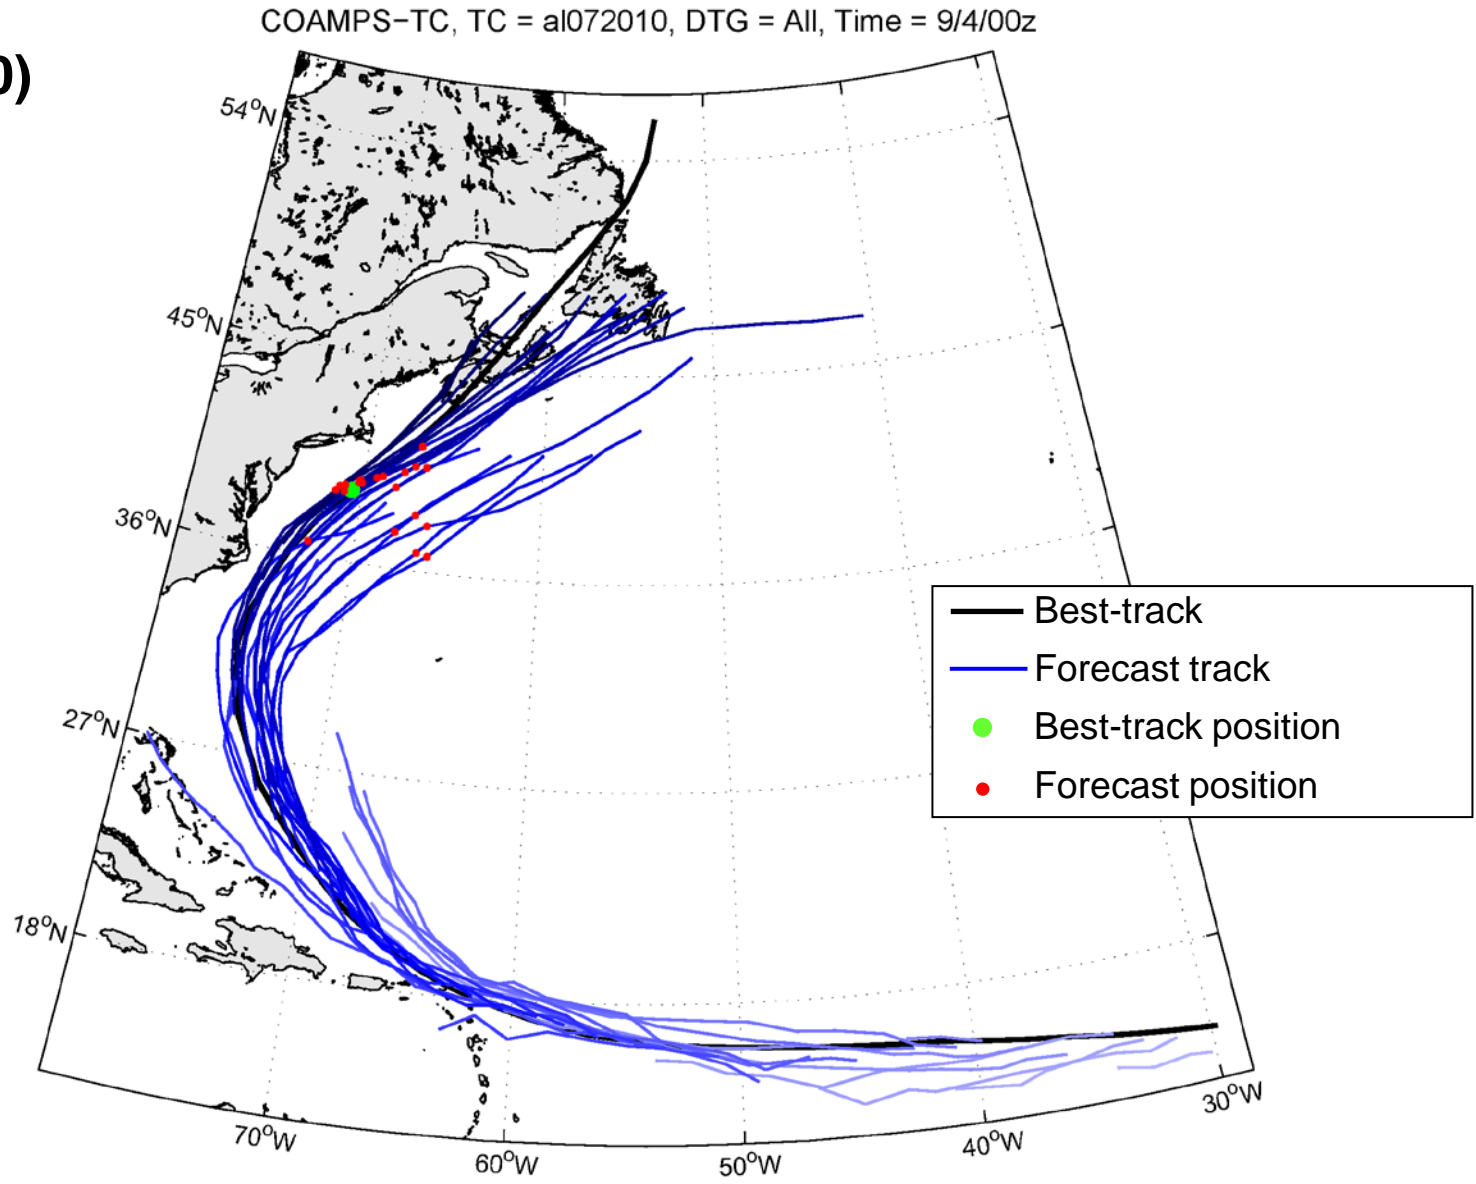 COAMPS−TC, TC = al072010, DTG = All, Time = 9/4/00z
0)
54°N
45°N
36°N
27°N
18°N
70°W
60°W
50°W
40°W
30°W
Best-track
Forecast track
Best-track position
Forecast position